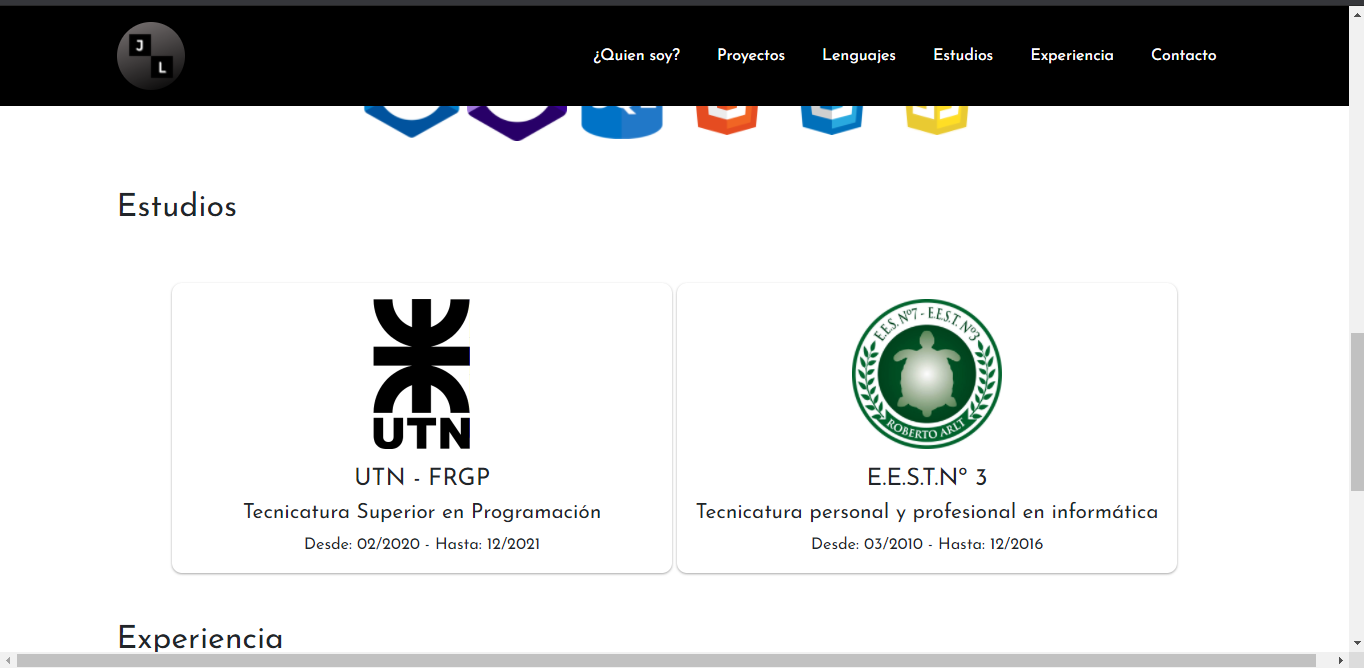 J
L
¿Quien soy? Proyectos Lenguajes Estudios Experiencia Contacto
Estudios
UTN
UTN - FRGP
Tecnicatura Superior en Programación
Desde: 02/2020 - Hasta: 12/2021
E.E.S. Nº7 - E.E.S.T. Nº3
ROBERTO ARLT
E.E.S.T.Nº 3
Tecnicatura personal y profesional en informática
Desde: 03/2010 - Hasta: 12/2016
Experiencia